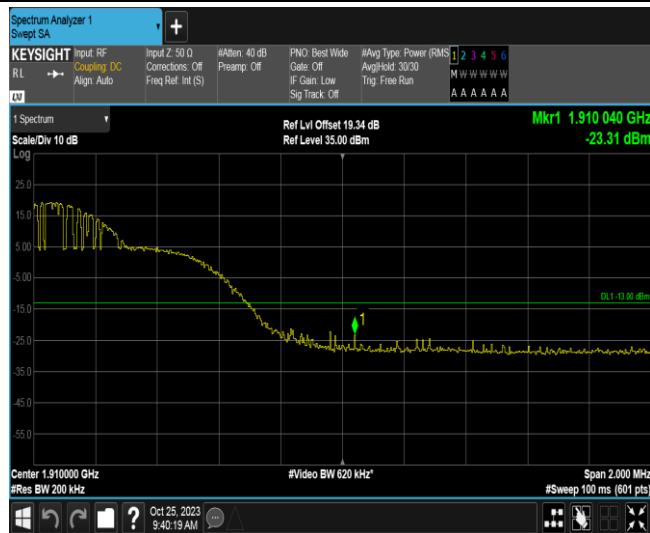 Spectrum Analyzer 1
Swept SA
+
KEYSIGHT
RL
Input: RF
Coupling: DC
Align: Auto
Input Z: 50 Ω
Corrections: Off
Freq Ref: Int (S)
#Atten: 40 dB
Preamp: Off
PNO: Best Wide
Gate: Off
IF Gain: Low
Sig Track: Off
#Avg Type: Power (RMS
Avg|Hold: 30/30
Trig: Free Run
1 2 3 4 5 6
M W W W W W
A A A A A A
1 Spectrum
Scale/Div 10 dB
Log
Ref Lvl Offset 19.34 dB
Ref Level 35.00 dBm
Mkr1 1.910 040 GHz
-23.31 dBm
25.0
15.0
5.00
-5.00
-15.0
-25.0
-35.0
-45.0
-55.0
DL1 -13.00 dBm
1
Center 1.910000 GHz
#Res BW 200 kHz
#Video BW 620 kHz*
Span 2.000 MHz
#Sweep 100 ms (601 pts)
?
Oct 25, 2023
9:40:19 AM